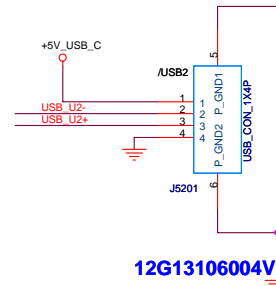 +5V_USB_C
/USB2
5
1 1
USB_U2- 2 2
USB_U2+ 3 3
4 4
P_GND1
P_GND2
USB_CON_1X4P
6
J5201
12G13106004V